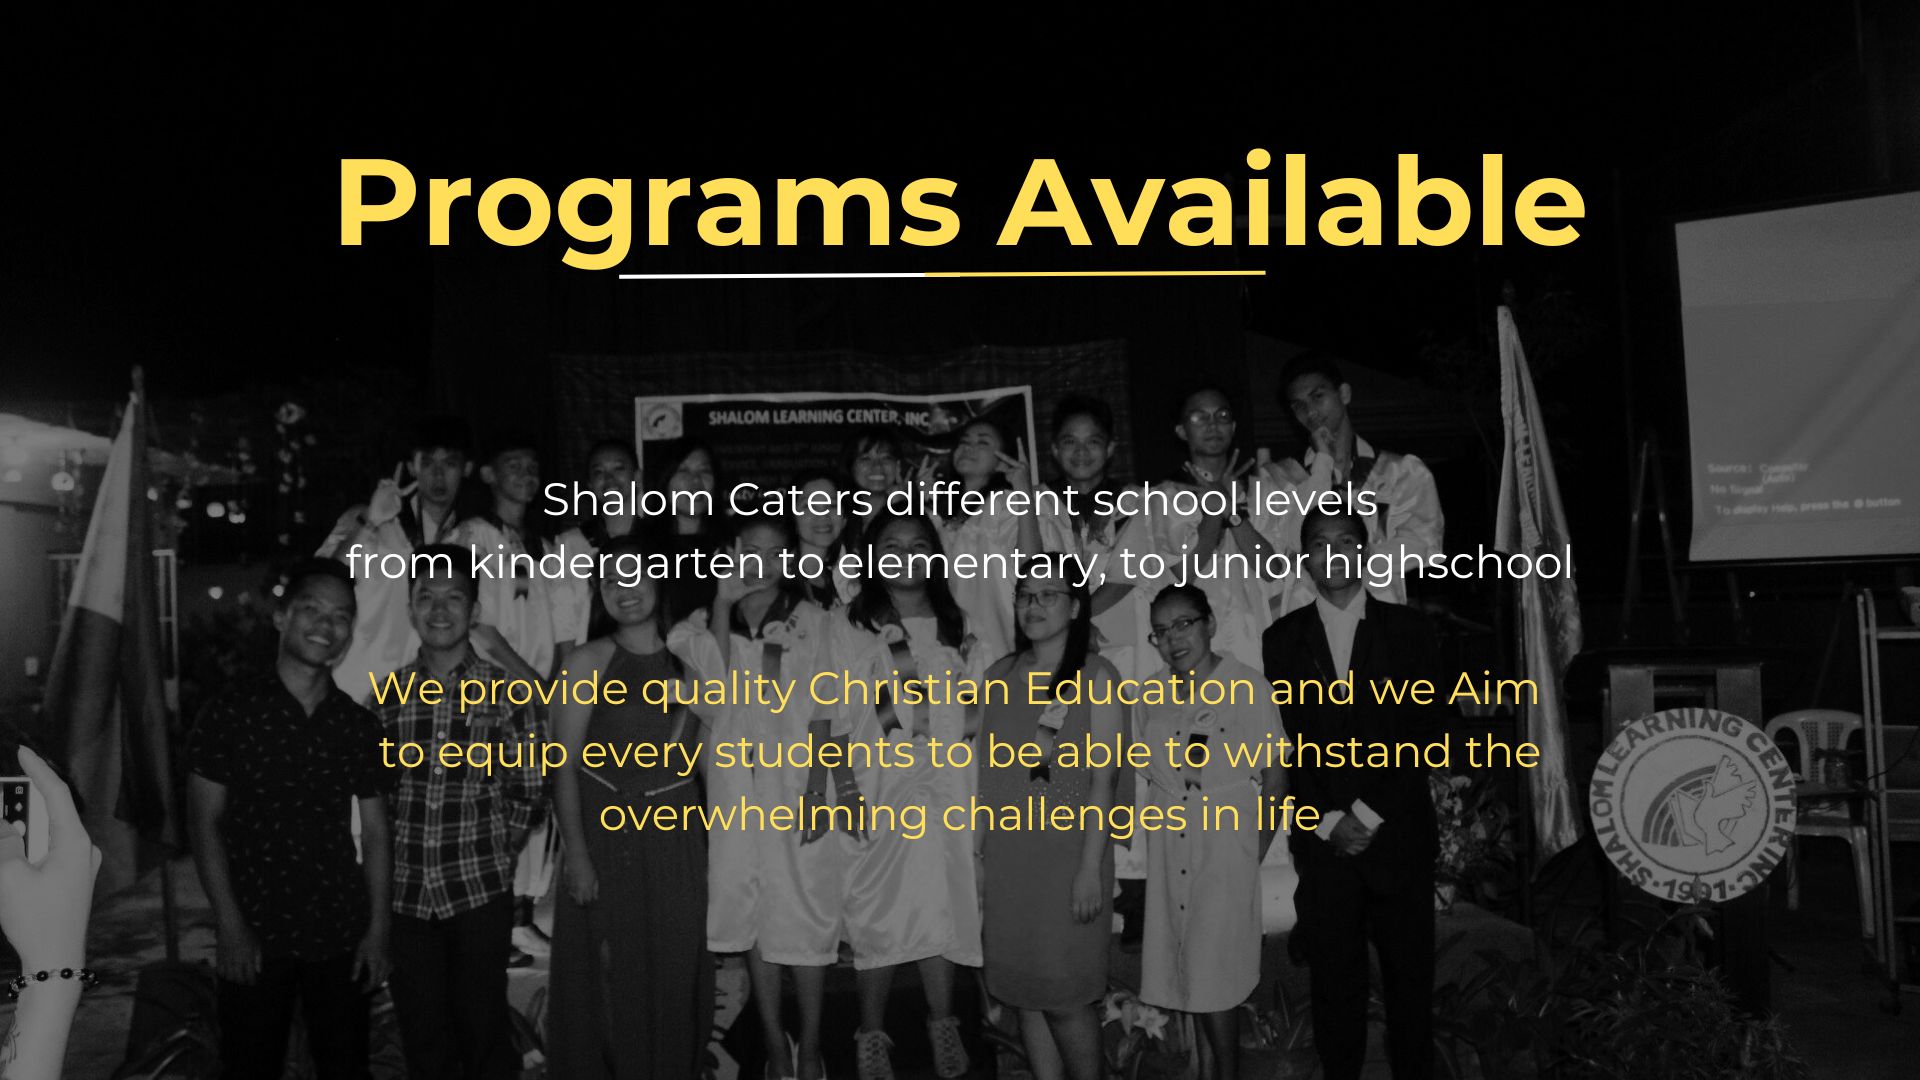 Programs Available
SHALOM LEARNING CENTER, INC
Source: Computer
(Auto)
No Signal
To display Help, press the button
Shalom Caters different school levels
from kindergarten to elementary, to junior highschool
We provide quality Christian Education and we Aim
to equip every students to be able to withstand the
overwhelming challenges in life
SHALOM LEARNING CENTER INC
1991